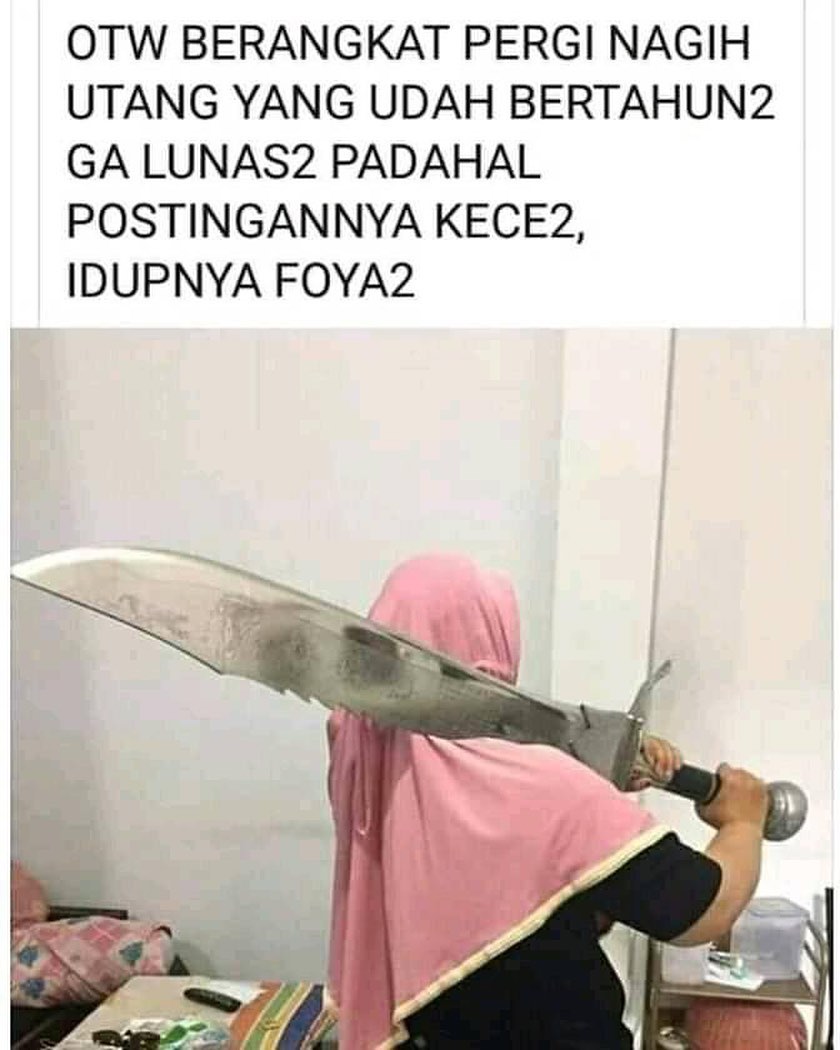 OTW BERANGKAT PERGI NAGIH
UTANG YANG UDAH BERTAHUN2
GA LUNAS2 PADAHAL
POSTINGANNYA KECE2,
IDUPNYA FOYA2